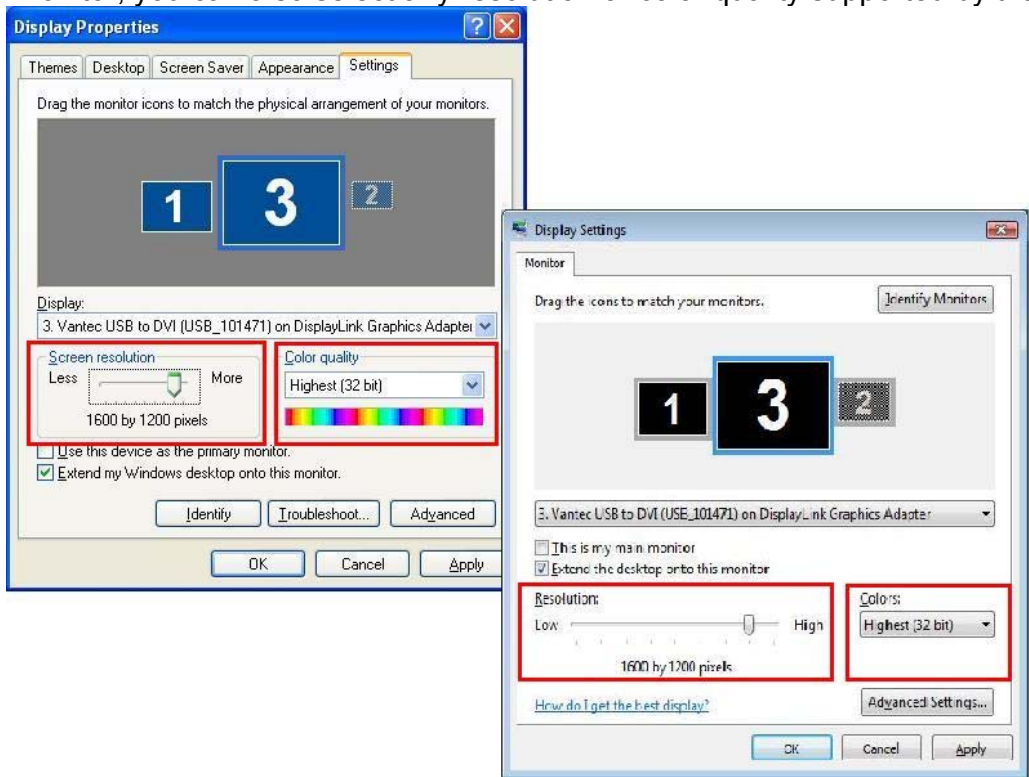 Display Properties
Themes Desktop Screen Saver Appearance Settings
Drag the monitor icons to match the physical arrangement of your monitors.
1 3 2
Display:
3. Vantec USB to DVI (USB_101471) on DisplayLink Graphics Adapter
Screen resolution
Less More
1600 by 1200 pixels
Color quality
Highest (32 bit)
Use this device as the primary monitor.
Extend my Windows desktop onto this monitor.
Identify Troubleshoot... Advanced
OK Cancel Apply
Display Settings
Monitor
Drag the icons to match your monitors.
Identify Monitors
1 3 2
3. Vantec USB to DVI (USB_101471) on DisplayLink Graphics Adapter
This is my main monitor
Extend the desktop onto this monitor
Resolution:
Low High
1600 by 1200 pixels
Colors:
Highest (32 bit)
How do I get the best display?
Advanced Settings...
OK Cancel Apply